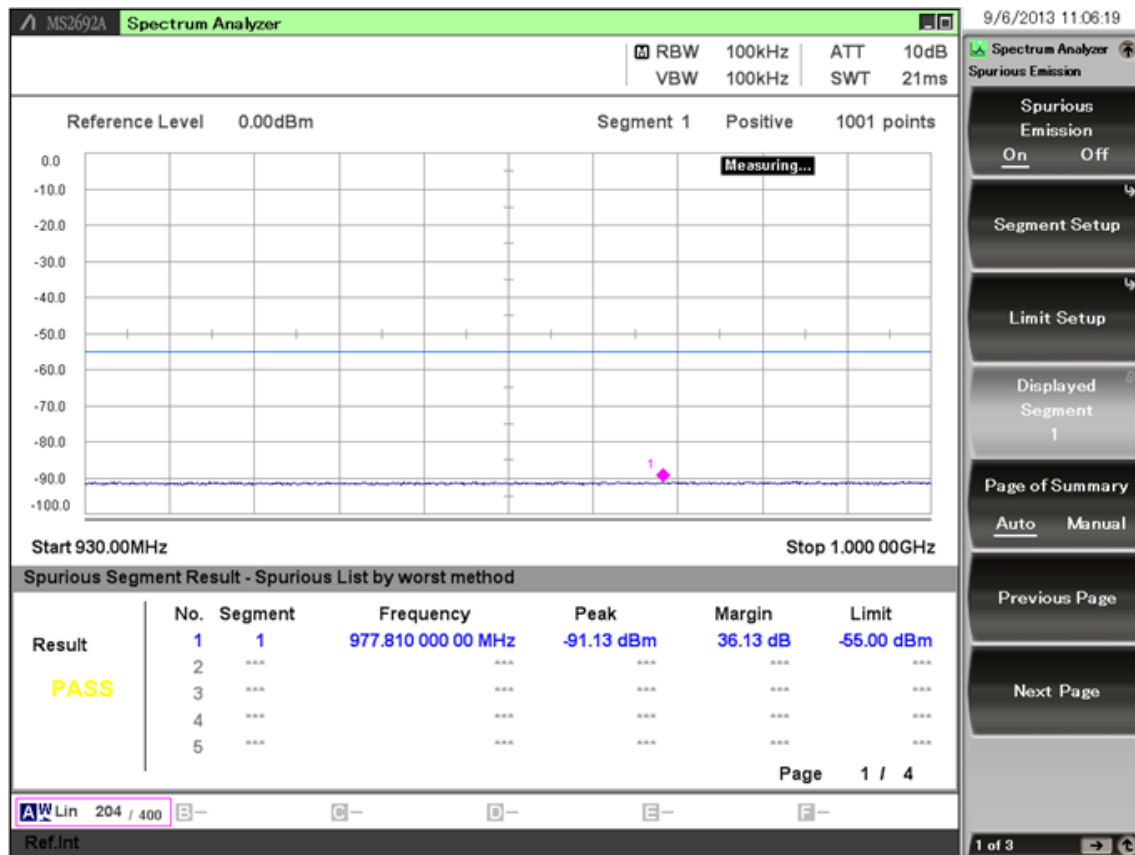 MS2692A Spectrum Analyzer
9/6/2013 11:06:19
RBW 100kHz ATT 10dB
VBW 100kHz SWT 21ms
Reference Level 0.00dBm Segment 1 Positive 1001 points
Measuring...
0.0
-10.0
-20.0
-30.0
-40.0
-50.0
-60.0
-70.0
-80.0
-90.0
-100.0
1
Start 930.00MHz Stop 1.000 00GHz
Spurious Segment Result - Spurious List by worst method
No. Segment Frequency Peak Margin Limit
Result
PASS
1 1 977.810 000 00 MHz -91.13 dBm 36.13 dB -55.00 dBm
2 *** *** *** *** ***
3 *** *** *** *** ***
4 *** *** *** *** ***
5 *** *** *** *** ***
Page 1 / 4
A W Lin 204 / 400 B - C - D - E - F -
Ref.Int
Spectrum Analyzer
Spurious Emission
Spurious
Emission
On Off
Segment Setup
Limit Setup
Displayed
Segment
1
Page of Summary
Auto Manual
Previous Page
Next Page
1 of 3